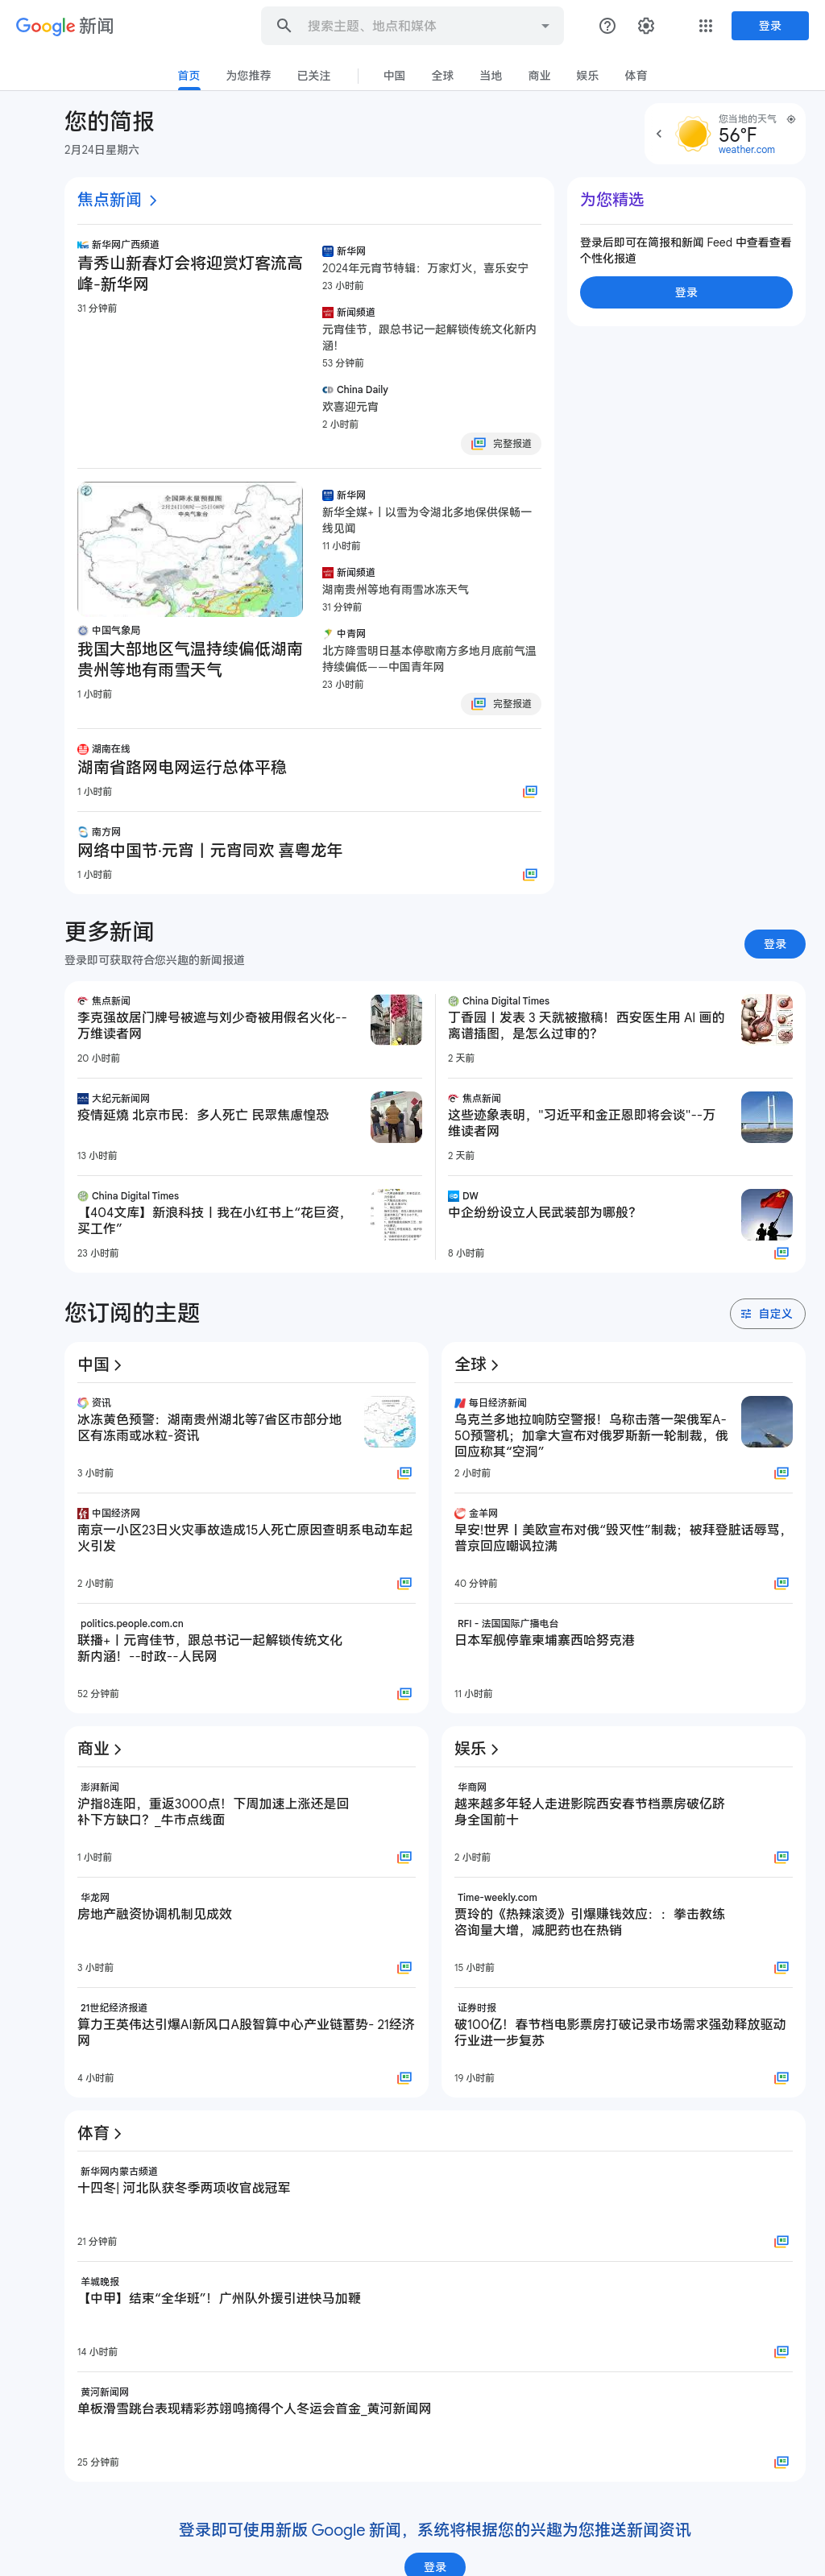 Google 新闻
搜索主题、地点和媒体
登录
首页
为您推荐
已关注
中国
全球
当地
商业
娱乐
体育
您的简报
2月24日星期六
您当地的天气
56°F
weather.com
焦点新闻
新华网广西频道
青秀山新春灯会将迎赏灯客流高
峰-新华网
31 分钟前
新华网
2024年元宵节特辑：万家灯火，喜乐安宁
23 小时前
新闻频道
元宵佳节，跟总书记一起解锁传统文化新内
涵！
53 分钟前
China Daily
欢喜迎元宵
2 小时前
完整报道
为您精选
登录后即可在简报和新闻 Feed 中查看查看
个性化报道
登录
全国降水量预报图
2月24日08时——25日08时
中央气象台
中国气象局
我国大部地区气温持续偏低湖南
贵州等地有雨雪天气
1 小时前
新华网
新华全媒+丨以雪为令湖北多地保供保畅一
线见闻
11 小时前
新闻频道
湖南贵州等地有雨雪冰冻天气
31 分钟前
中青网
北方降雪明日基本停歇南方多地月底前气温
持续偏低——中国青年网
23 小时前
完整报道
湖南在线
湖南省路网电网运行总体平稳
1 小时前
南方网
网络中国节·元宵丨元宵同欢 喜粤龙年
1 小时前
更多新闻
登录即可获取符合您兴趣的新闻报道
登录
焦点新闻
李克强故居门牌号被遮与刘少奇被用假名火化--
万维读者网
20 小时前
大纪元新闻网
疫情延燒 北京市民：多人死亡 民眾焦慮惶恐
13 小时前
China Digital Times
【404文库】新浪科技丨我在小红书上“花巨资，
买工作”
23 小时前
China Digital Times
丁香园丨发表 3 天就被撤稿！西安医生用 AI 画的
离谱插图，是怎么过审的？
2 天前
焦点新闻
这些迹象表明，"习近平和金正恩即将会谈"--万
维读者网
2 天前
DW
中企纷纷设立人民武装部为哪般？
8 小时前
您订阅的主题
自定义
中国
资讯
冰冻黄色预警：湖南贵州湖北等7省区市部分地
区有冻雨或冰粒-资讯
3 小时前
中国经济网
南京一小区23日火灾事故造成15人死亡原因查明系电动车起
火引发
2 小时前
politics.people.com.cn
联播+丨元宵佳节，跟总书记一起解锁传统文化
新内涵！--时政--人民网
52 分钟前
全球
每日经济新闻
乌克兰多地拉响防空警报！乌称击落一架俄军A-
50预警机；加拿大宣布对俄罗斯新一轮制裁，俄
回应称其“空洞”
2 小时前
金羊网
早安!世界丨美欧宣布对俄“毁灭性”制裁；被拜登脏话辱骂，
普京回应嘲讽拉满
40 分钟前
RFI - 法国国际广播电台
日本军舰停靠柬埔寨西哈努克港
11 小时前
商业
澎湃新闻
沪指8连阳，重返3000点！下周加速上涨还是回
补下方缺口？_牛市点线面
1 小时前
华龙网
房地产融资协调机制见成效
3 小时前
21世纪经济报道
算力王英伟达引爆AI新风口A股智算中心产业链蓄势- 21经济
网
4 小时前
娱乐
华商网
越来越多年轻人走进影院西安春节档票房破亿跻
身全国前十
2 小时前
Time-weekly.com
贾玲的《热辣滚烫》引爆赚钱效应：：拳击教练
咨询量大增，减肥药也在热销
15 小时前
证券时报
破100亿！春节档电影票房打破记录市场需求强劲释放驱动
行业进一步复苏
19 小时前
体育
新华网内蒙古频道
十四冬| 河北队获冬季两项收官战冠军
21 分钟前
羊城晚报
【中甲】结束“全华班”！广州队外援引进快马加鞭
14 小时前
黄河新闻网
单板滑雪跳台表现精彩苏翊鸣摘得个人冬运会首金_黄河新闻网
25 分钟前
登录即可使用新版 Google 新闻，系统将根据您的兴趣为您推送新闻资讯
登录